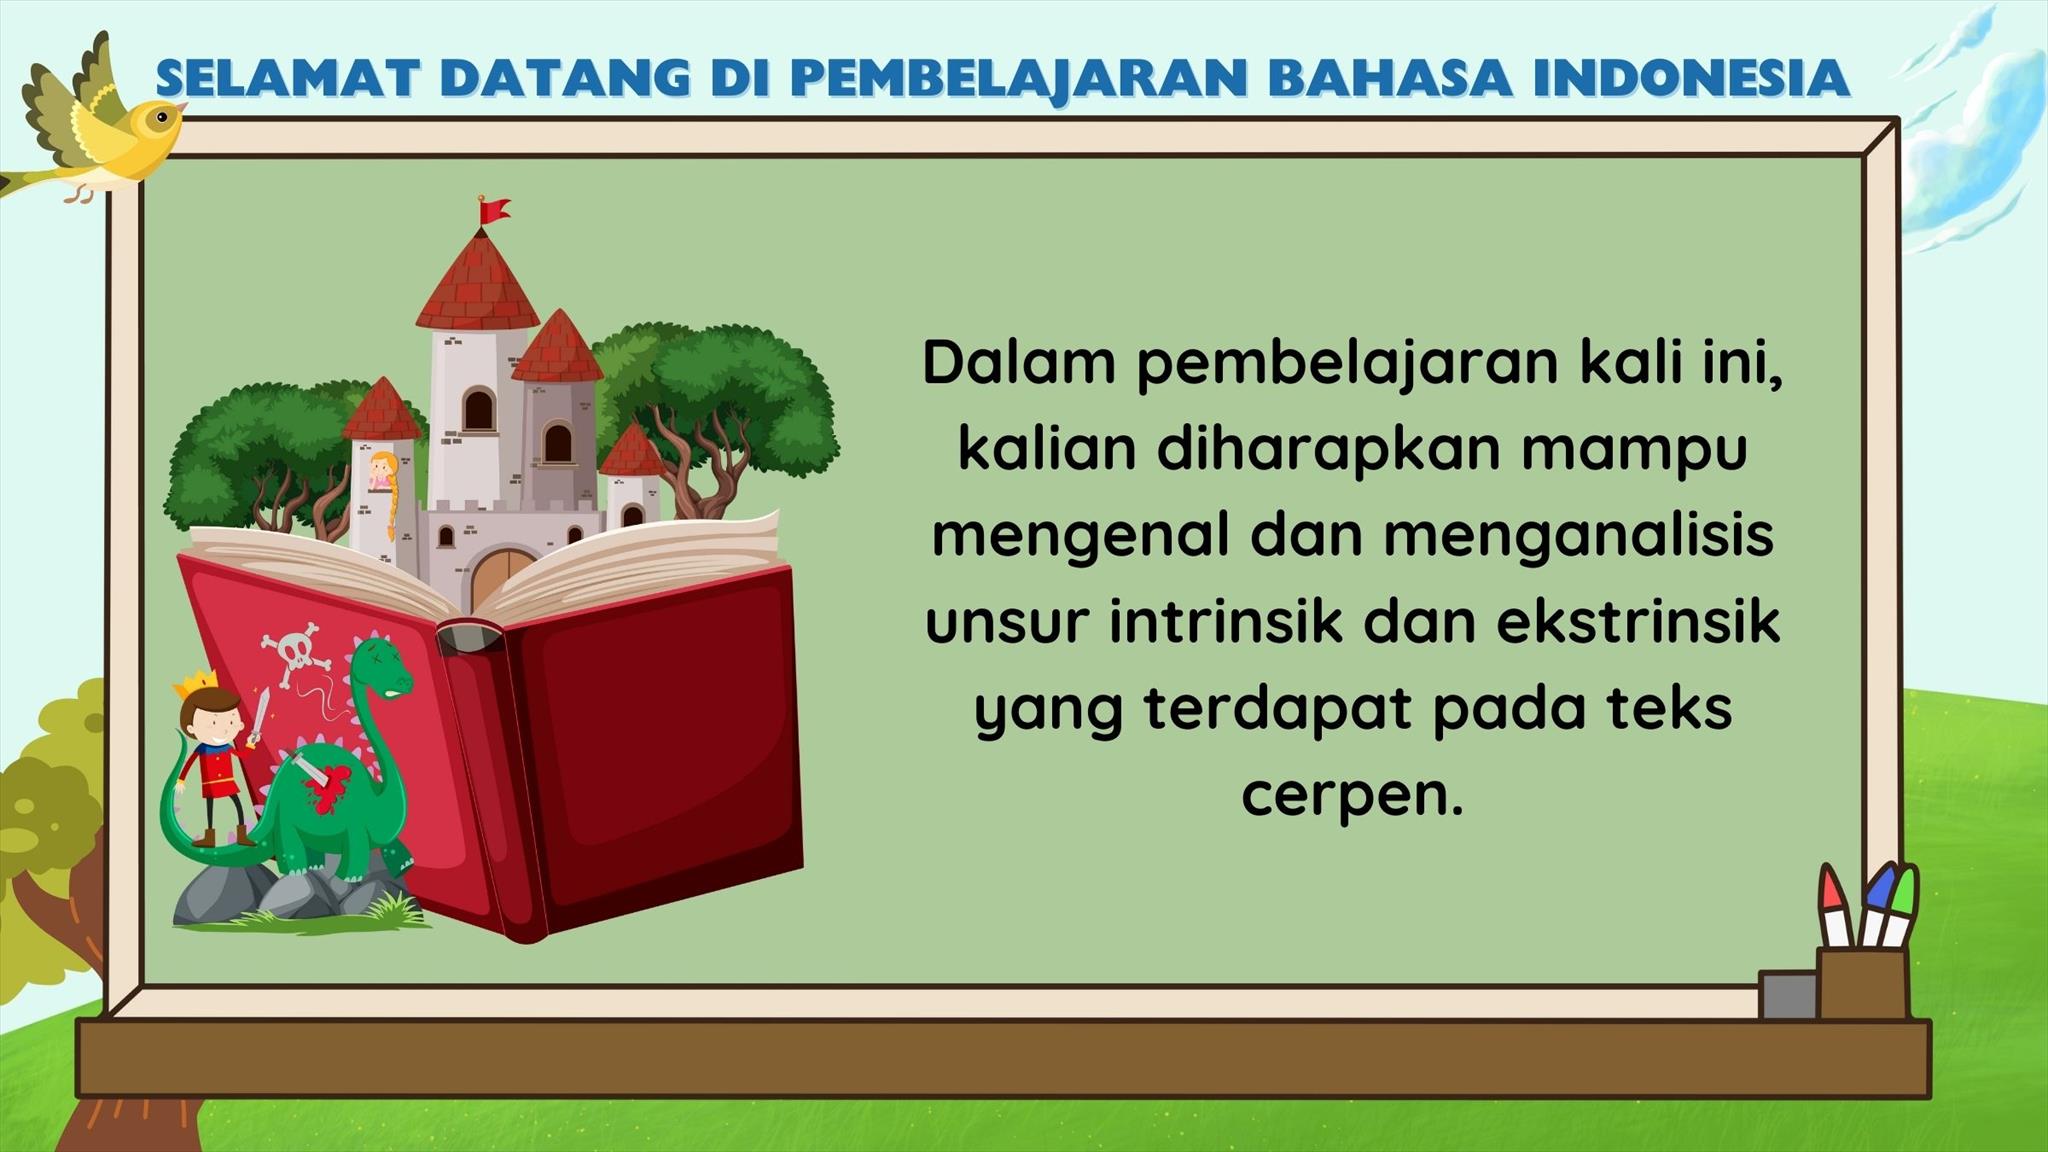 SELAMAT DATANG DI PEMBELAJARAN BAHASA INDONESIA
Dalam pembelajaran kali ini,
kalian diharapkan mampu
mengenal dan menganalisis
unsur intrinsik dan ekstrinsik
yang terdapat pada teks
cerpen.